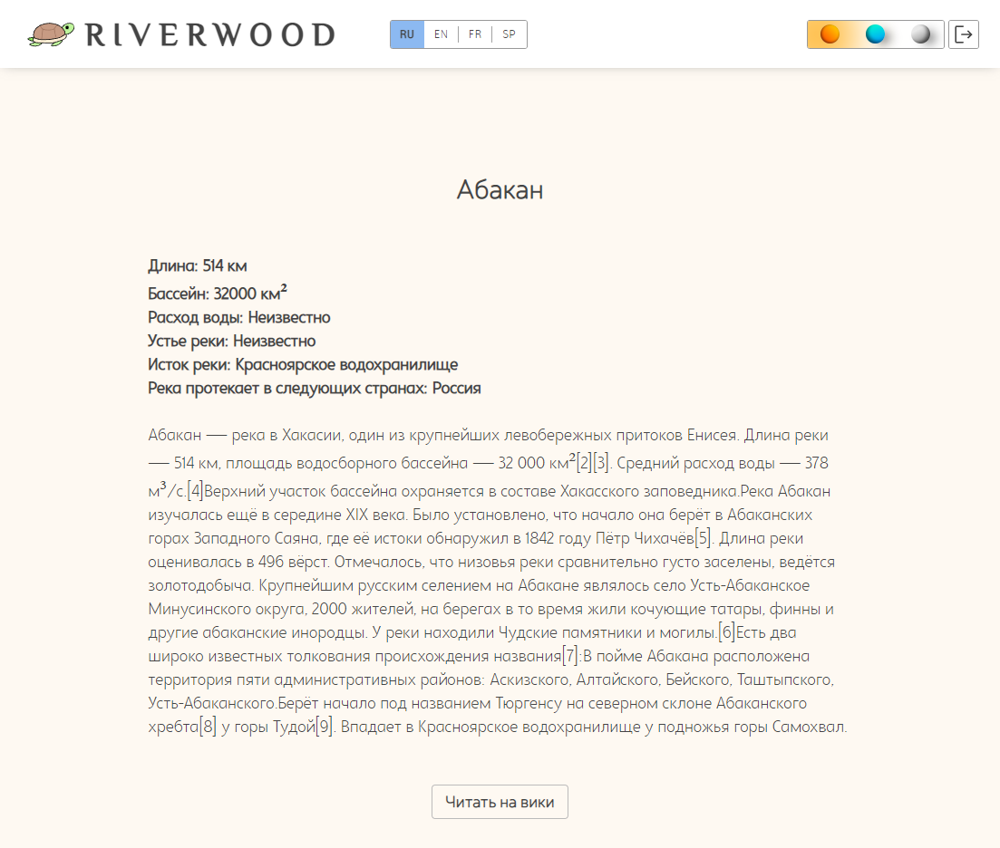 RIVERWOOD
RU EN FR SP
Абакан
Длина: 514 км
Бассейн: 32000 км²
Расход воды: Неизвестно
Устье реки: Неизвестно
Исток реки: Красноярское водохранилище
Река протекает в следующих странах: Россия
Абакан — река в Хакасии, один из крупнейших левобережных притоков Енисея. Длина реки
— 514 км, площадь водосборного бассейна — 32 000 км²[2][3]. Средний расход воды — 378
м³/с.[4]Верхний участок бассейна охраняется в составе Хакасского заповедника.Река Абакан
изучалась ещё в середине XIX века. Было установлено, что начало она берёт в Абаканских
горах Западного Саяна, где её истоки обнаружил в 1842 году Пётр Чихачёв[5]. Длина реки
оценивалась в 496 вёрст. Отмечалось, что низовья реки сравнительно густо заселены, ведётся
золотодобыча. Крупнейшим русским селением на Абакане являлось село Усть-Абаканское
Минусинского округа, 2000 жителей, на берегах в то время жили кочующие татары, финны и
другие абаканские инородцы. У реки находили Чудские памятники и могилы.[6]Есть два
широко известных толкования происхождения названия[7]:В пойме Абакана расположена
территория пяти административных районов: Аскизского, Алтайского, Бейского, Таштыпского,
Усть-Абаканского.Берёт начало под названием Тюргенсу на северном склоне Абаканского
хребта[8] у горы Тудой[9]. Впадает в Красноярское водохранилище у подножья горы Самохвал.
Читать на вики